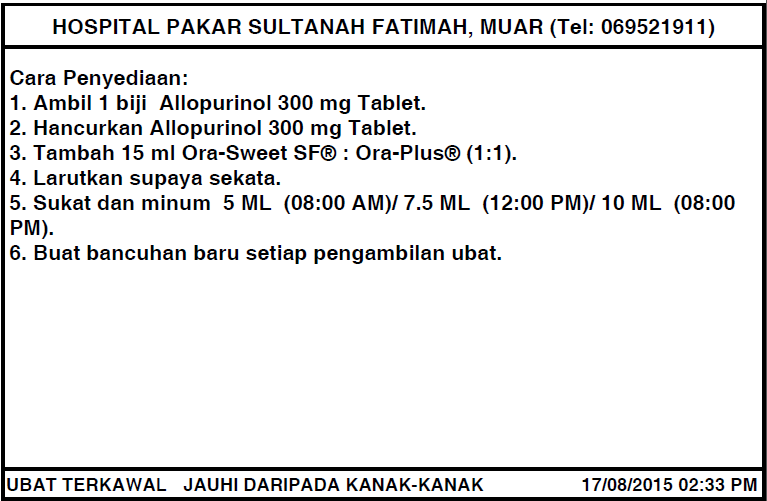 HOSPITAL PAKAR SULTANAH FATIMAH, MUAR (Tel: 069521911)
Cara Penyediaan:
1. Ambil 1 biji  Allopurinol 300 mg Tablet.
2. Hancurkan Allopurinol 300 mg Tablet.
3. Tambah 15 ml Ora-Sweet SF® : Ora-Plus® (1:1).
4. Larutkan supaya sekata.
5. Sukat dan minum  5 ML  (08:00 AM)/ 7.5 ML  (12:00 PM)/ 10 ML  (08:00
PM).
6. Buat bancuhan baru setiap pengambilan ubat.
UBAT TERKAWAL   JAUHI DARIPADA KANAK-KANAK   17/08/2015 02:33 PM